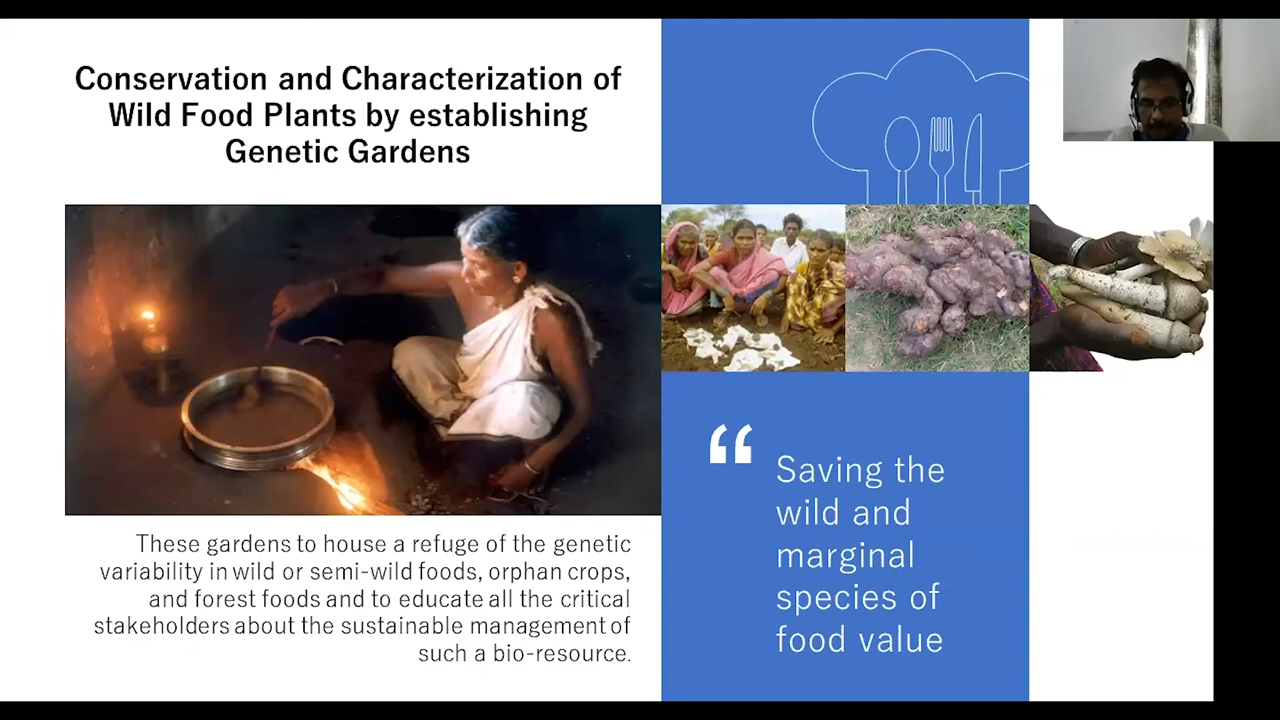 Conservation and Characterization of
Wild Food Plants by establishing
Genetic Gardens
These gardens to house a refuge of the genetic
variability in wild or semi-wild foods, orphan crops,
and forest foods and to educate all the critical
stakeholders about the sustainable management of
such a bio-resource.
“
Saving the
wild and
marginal
species of
food value